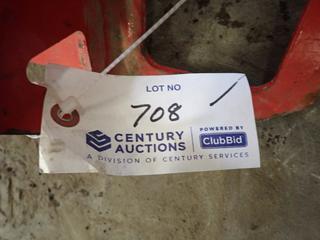 LOT NO
708
CENTURY AUCTIONS
POWERED BY
ClubBid
A DIVISION OF CENTURY SERVICES